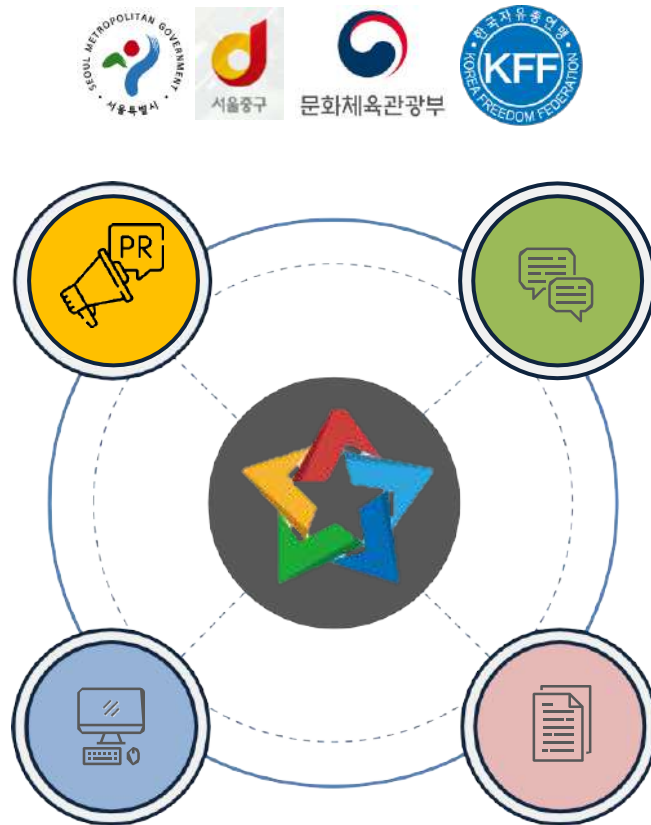 SEOUL METROPOLITAN GOVERNMENT
서울특별시
서울중구
문화체육관광부
한국자유총연맹
KFF
KOREA FREEDOM FEDERATION
PR